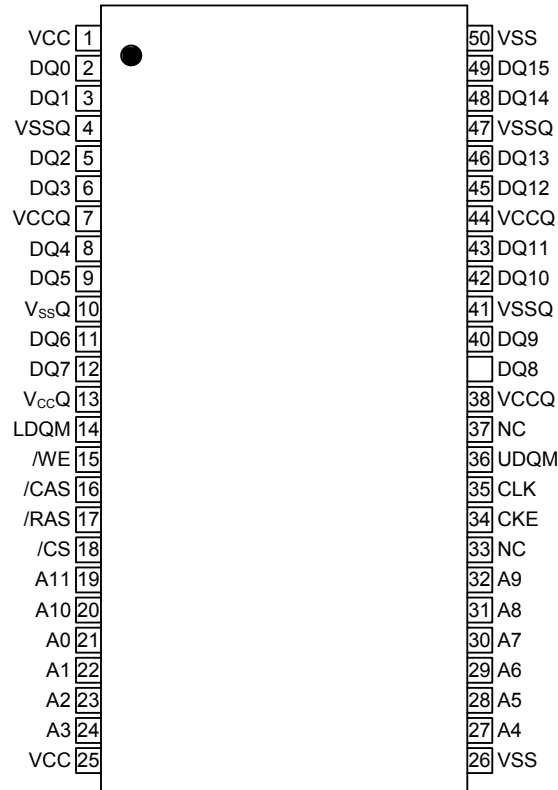 VCC 1 50 VSS
DQ0 2 49 DQ15
DQ1 3 48 DQ14
VSSQ 4 47 VSSQ
DQ2 5 46 DQ13
DQ3 6 45 DQ12
VCCQ 7 44 VCCQ
DQ4 8 43 DQ11
DQ5 9 42 DQ10
VSSQ 10 41 VSSQ
DQ6 11 40 DQ9
DQ7 12 DQ8
VCCQ 13 38 VCCQ
LDQM 14 37 NC
/WE 15 36 UDQM
/CAS 16 35 CLK
/RAS 17 34 CKE
/CS 18 33 NC
A11 19 32 A9
A10 20 31 A8
A0 21 30 A7
A1 22 29 A6
A2 23 28 A5
A3 24 27 A4
VCC 25 26 VSS